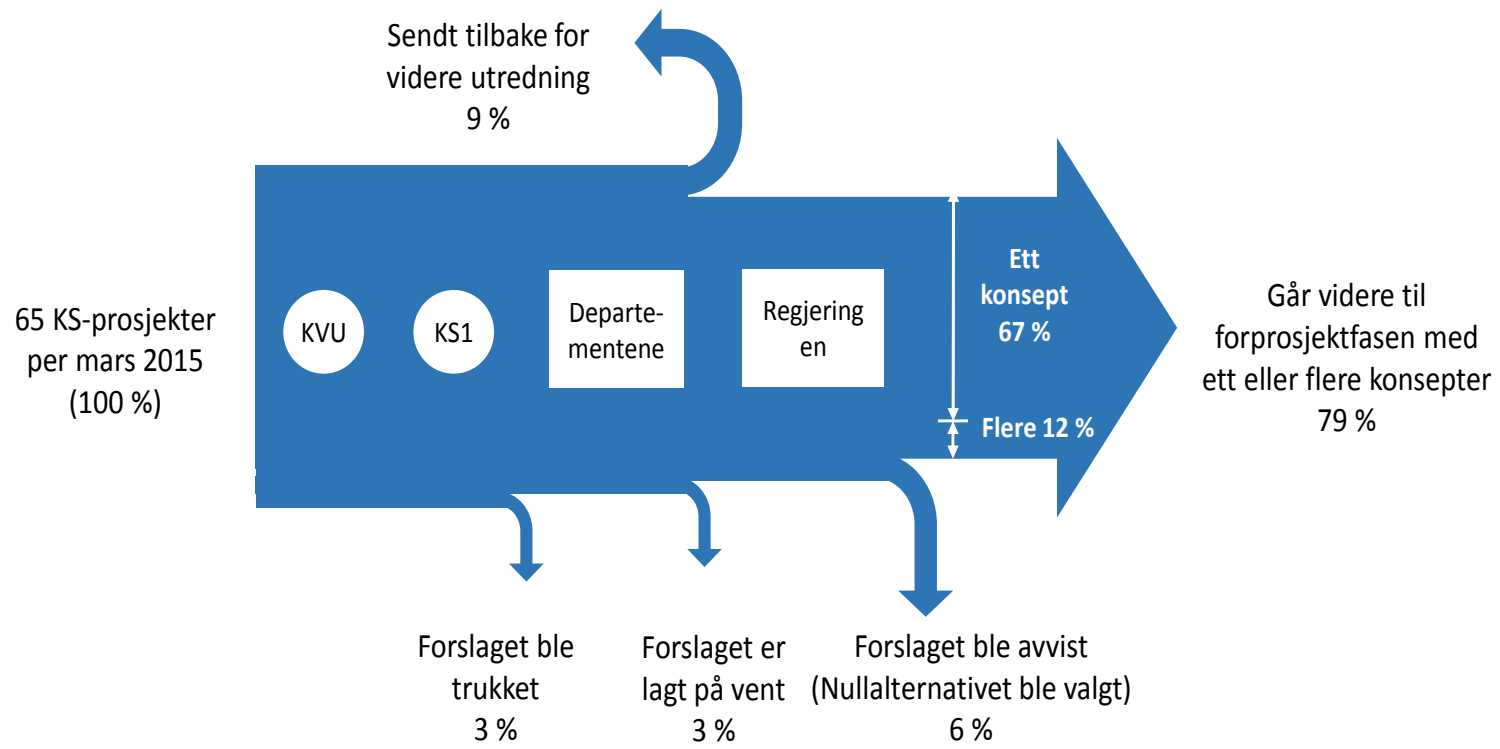 Sendt tilbake for
videre utredning
9 %
65 KS-prosjekter
per mars 2015
(100 %)
KVU
KS1
Departe-
mentene
Regjering
en
Ett
konsept
67 %
Flere 12 %
Går videre til
forprosjektfasen med
ett eller flere konsepter
79 %
Forslaget ble
trukket
3 %
Forslaget er
lagt på vent
3 %
Forslaget ble avvist
(Nullalternativet ble valgt)
6 %